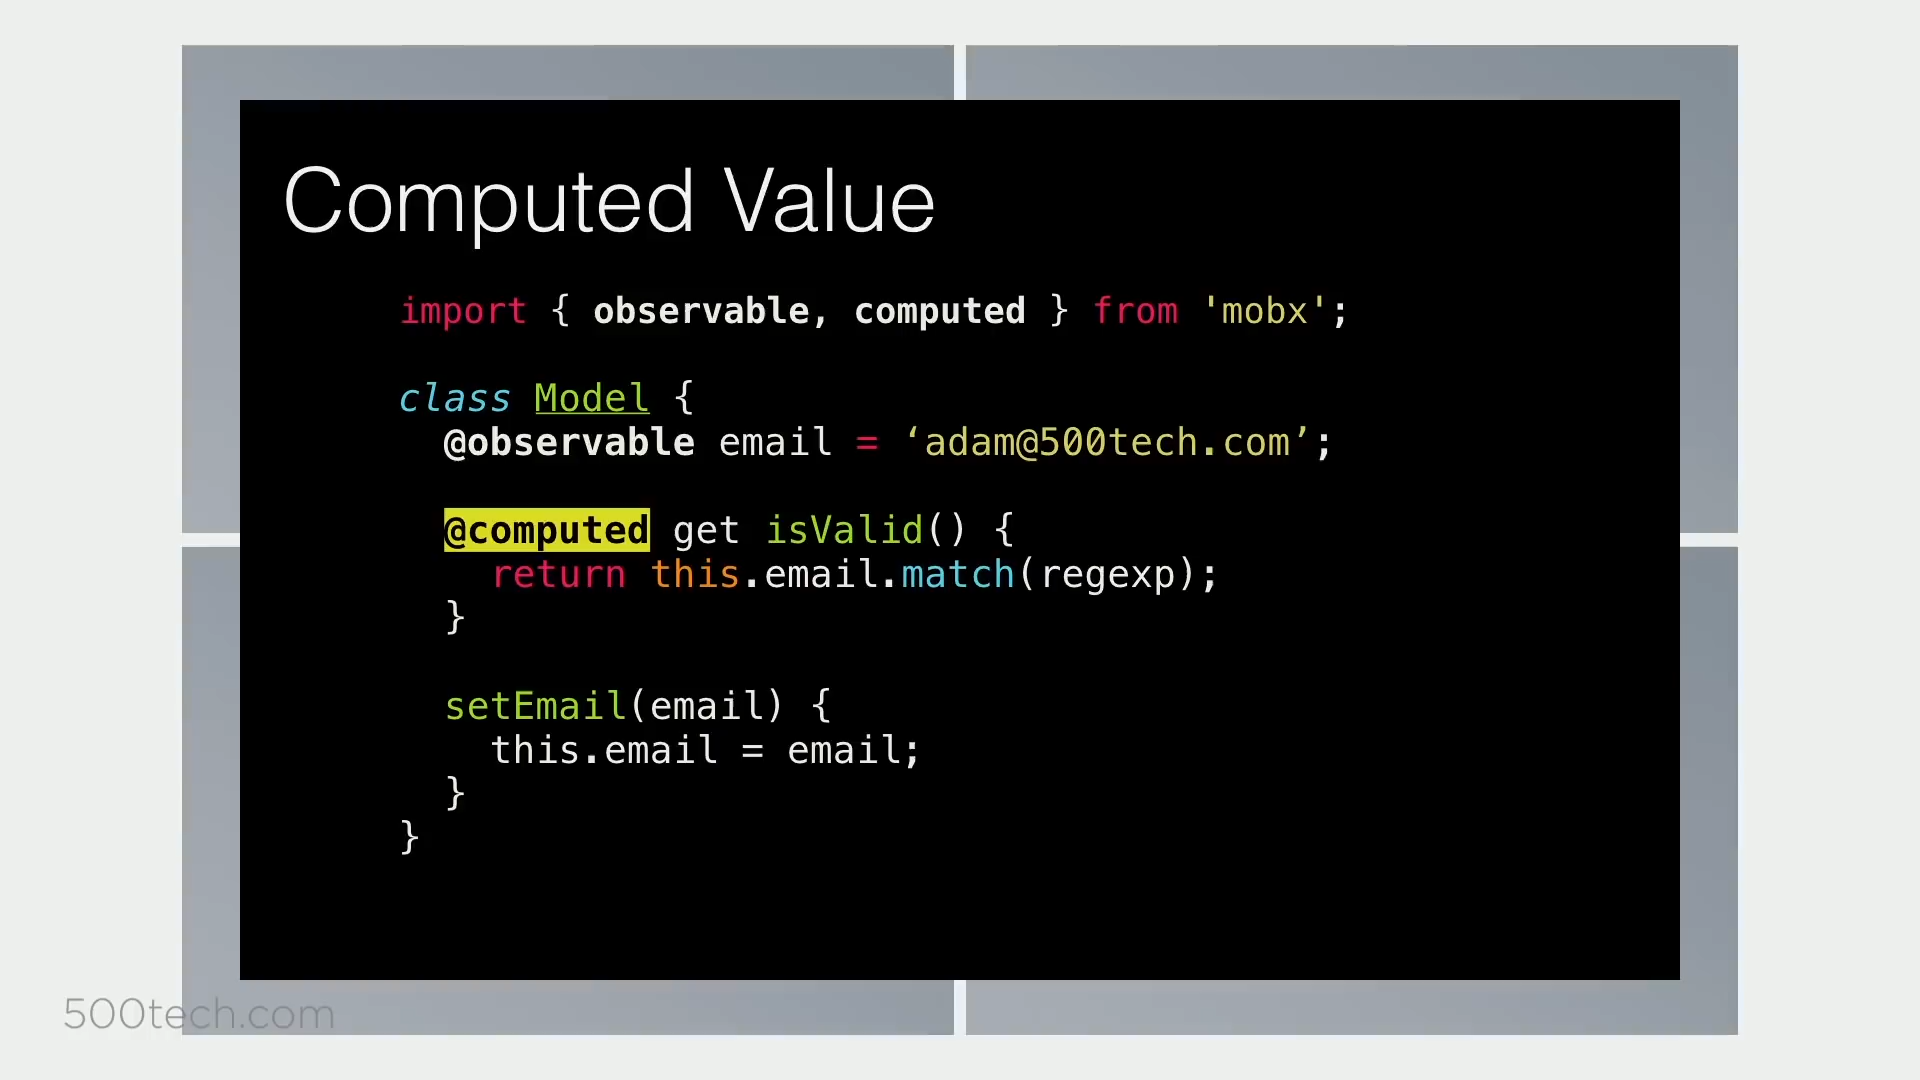 Computed Value
import { observable, computed } from 'mobx';
class Model {
@observable email = ‘adam@500tech.com’;
@computed get isValid() {
return this.email.match(regexp);
}
setEmail(email) {
this.email = email;
}
}
500tech.com